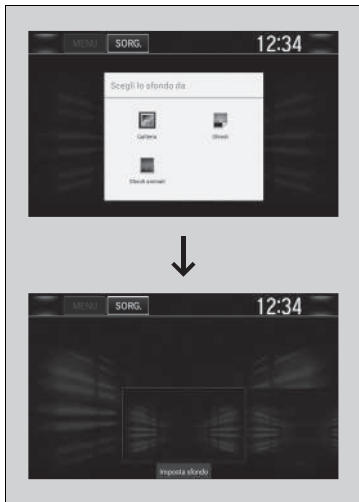 MENU SORG. 12:34
Scegli lo sfondo da
Galleria Sfondi
Sfondi animati
MENU SORG. 12:34
Imposta sfondo